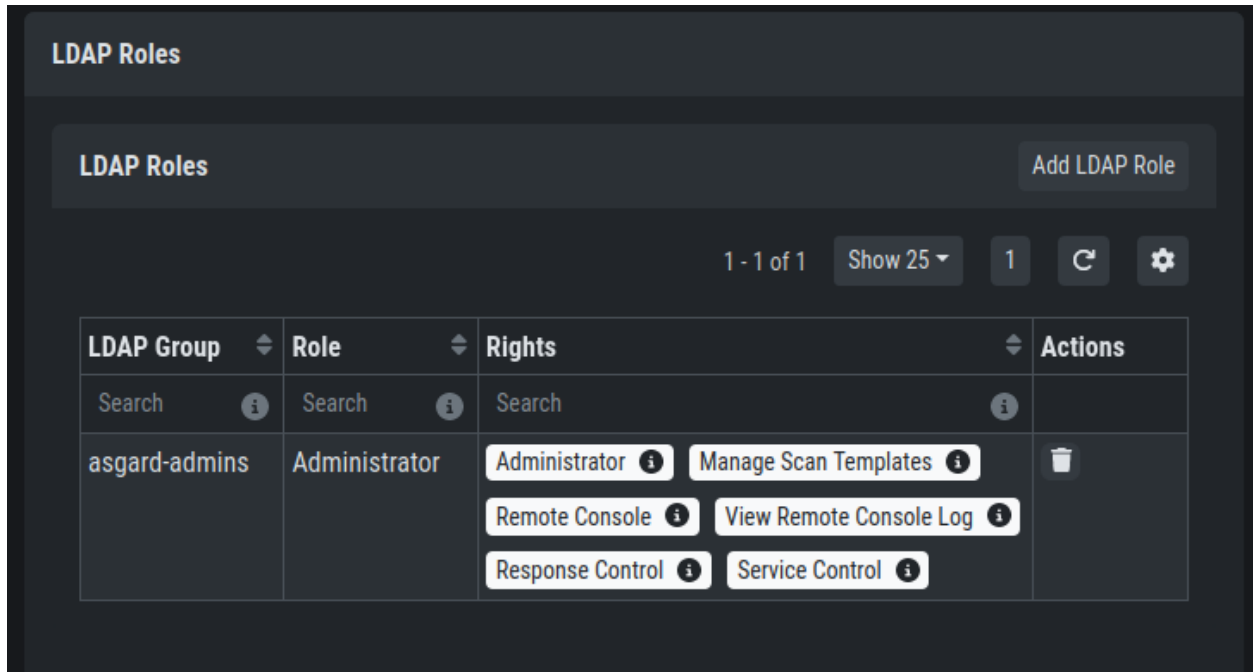 LDAP Roles
LDAP Roles Add LDAP Role
1 - 1 of 1 Show 25 1
LDAP Group Role Rights Actions
Search Search Search
asgard-admins Administrator Administrator Manage Scan Templates
Remote Console View Remote Console Log
Response Control Service Control